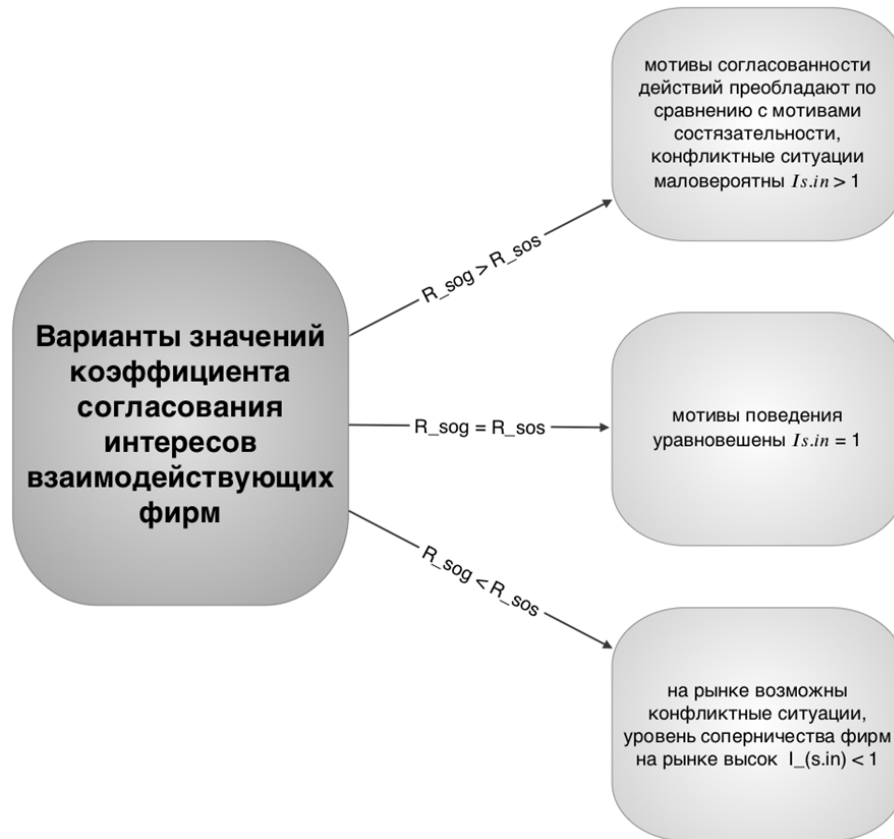 Варианты значений
коэффициента
согласования
интересов
взаимодействующих
фирм
R_sog > R_sos
мотивы согласованности
действий преобладают по
сравнению с мотивами
состязательности,
конфликтные ситуации
маловероятны Is.in > 1
R_sog = R_sos
мотивы поведения
уравновешены Is.in = 1
R_sog < R_sos
на рынке возможны
конфликтные ситуации,
уровень соперничества фирм
на рынке высок I_(s.in) < 1